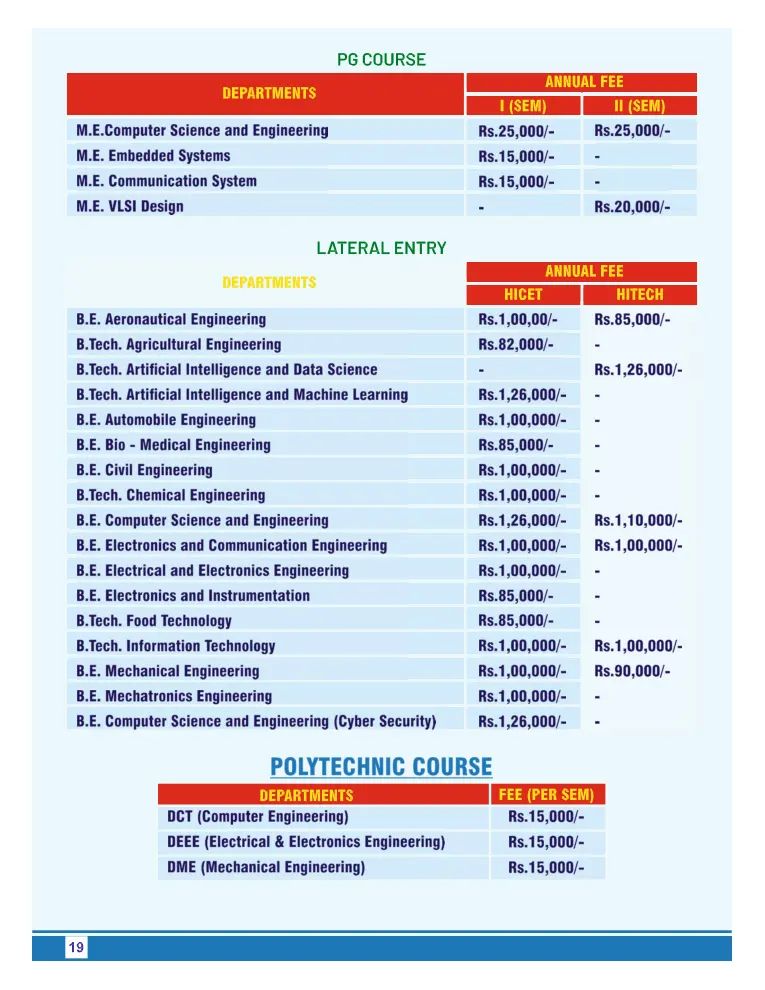 PG COURSE
DEPARTMENTS
ANNUAL FEE
I (SEM) II (SEM)
M.E.Computer Science and Engineering Rs.25,000/- Rs.25,000/-
M.E. Embedded Systems Rs.15,000/- -
M.E. Communication System Rs.15,000/- -
M.E. VLSI Design - Rs.20,000/-
LATERAL ENTRY
DEPARTMENTS
ANNUAL FEE
HICET HITECH
B.E. Aeronautical Engineering Rs.1,00,00/- Rs.85,000/-
B.Tech. Agricultural Engineering Rs.82,000/- -
B.Tech. Artificial Intelligence and Data Science - Rs.1,26,000/-
B.Tech. Artificial Intelligence and Machine Learning Rs.1,26,000/- -
B.E. Automobile Engineering Rs.1,00,000/- -
B.E. Bio - Medical Engineering Rs.85,000/- -
B.E. Civil Engineering Rs.1,00,000/- -
B.Tech. Chemical Engineering Rs.1,00,000/- -
B.E. Computer Science and Engineering Rs.1,26,000/- Rs.1,10,000/-
B.E. Electronics and Communication Engineering Rs.1,00,000/- Rs.1,00,000/-
B.E. Electrical and Electronics Engineering Rs.1,00,000/- -
B.E. Electronics and Instrumentation Rs.85,000/- -
B.Tech. Food Technology Rs.85,000/- -
B.Tech. Information Technology Rs.1,00,000/- Rs.1,00,000/-
B.E. Mechanical Engineering Rs.1,00,000/- Rs.90,000/-
B.E. Mechatronics Engineering Rs.1,00,000/- -
B.E. Computer Science and Engineering (Cyber Security) Rs.1,26,000/- -
POLYTECHNIC COURSE
DEPARTMENTS FEE (PER SEM)
DCT (Computer Engineering) Rs.15,000/-
DEEE (Electrical & Electronics Engineering) Rs.15,000/-
DME (Mechanical Engineering) Rs.15,000/-
19